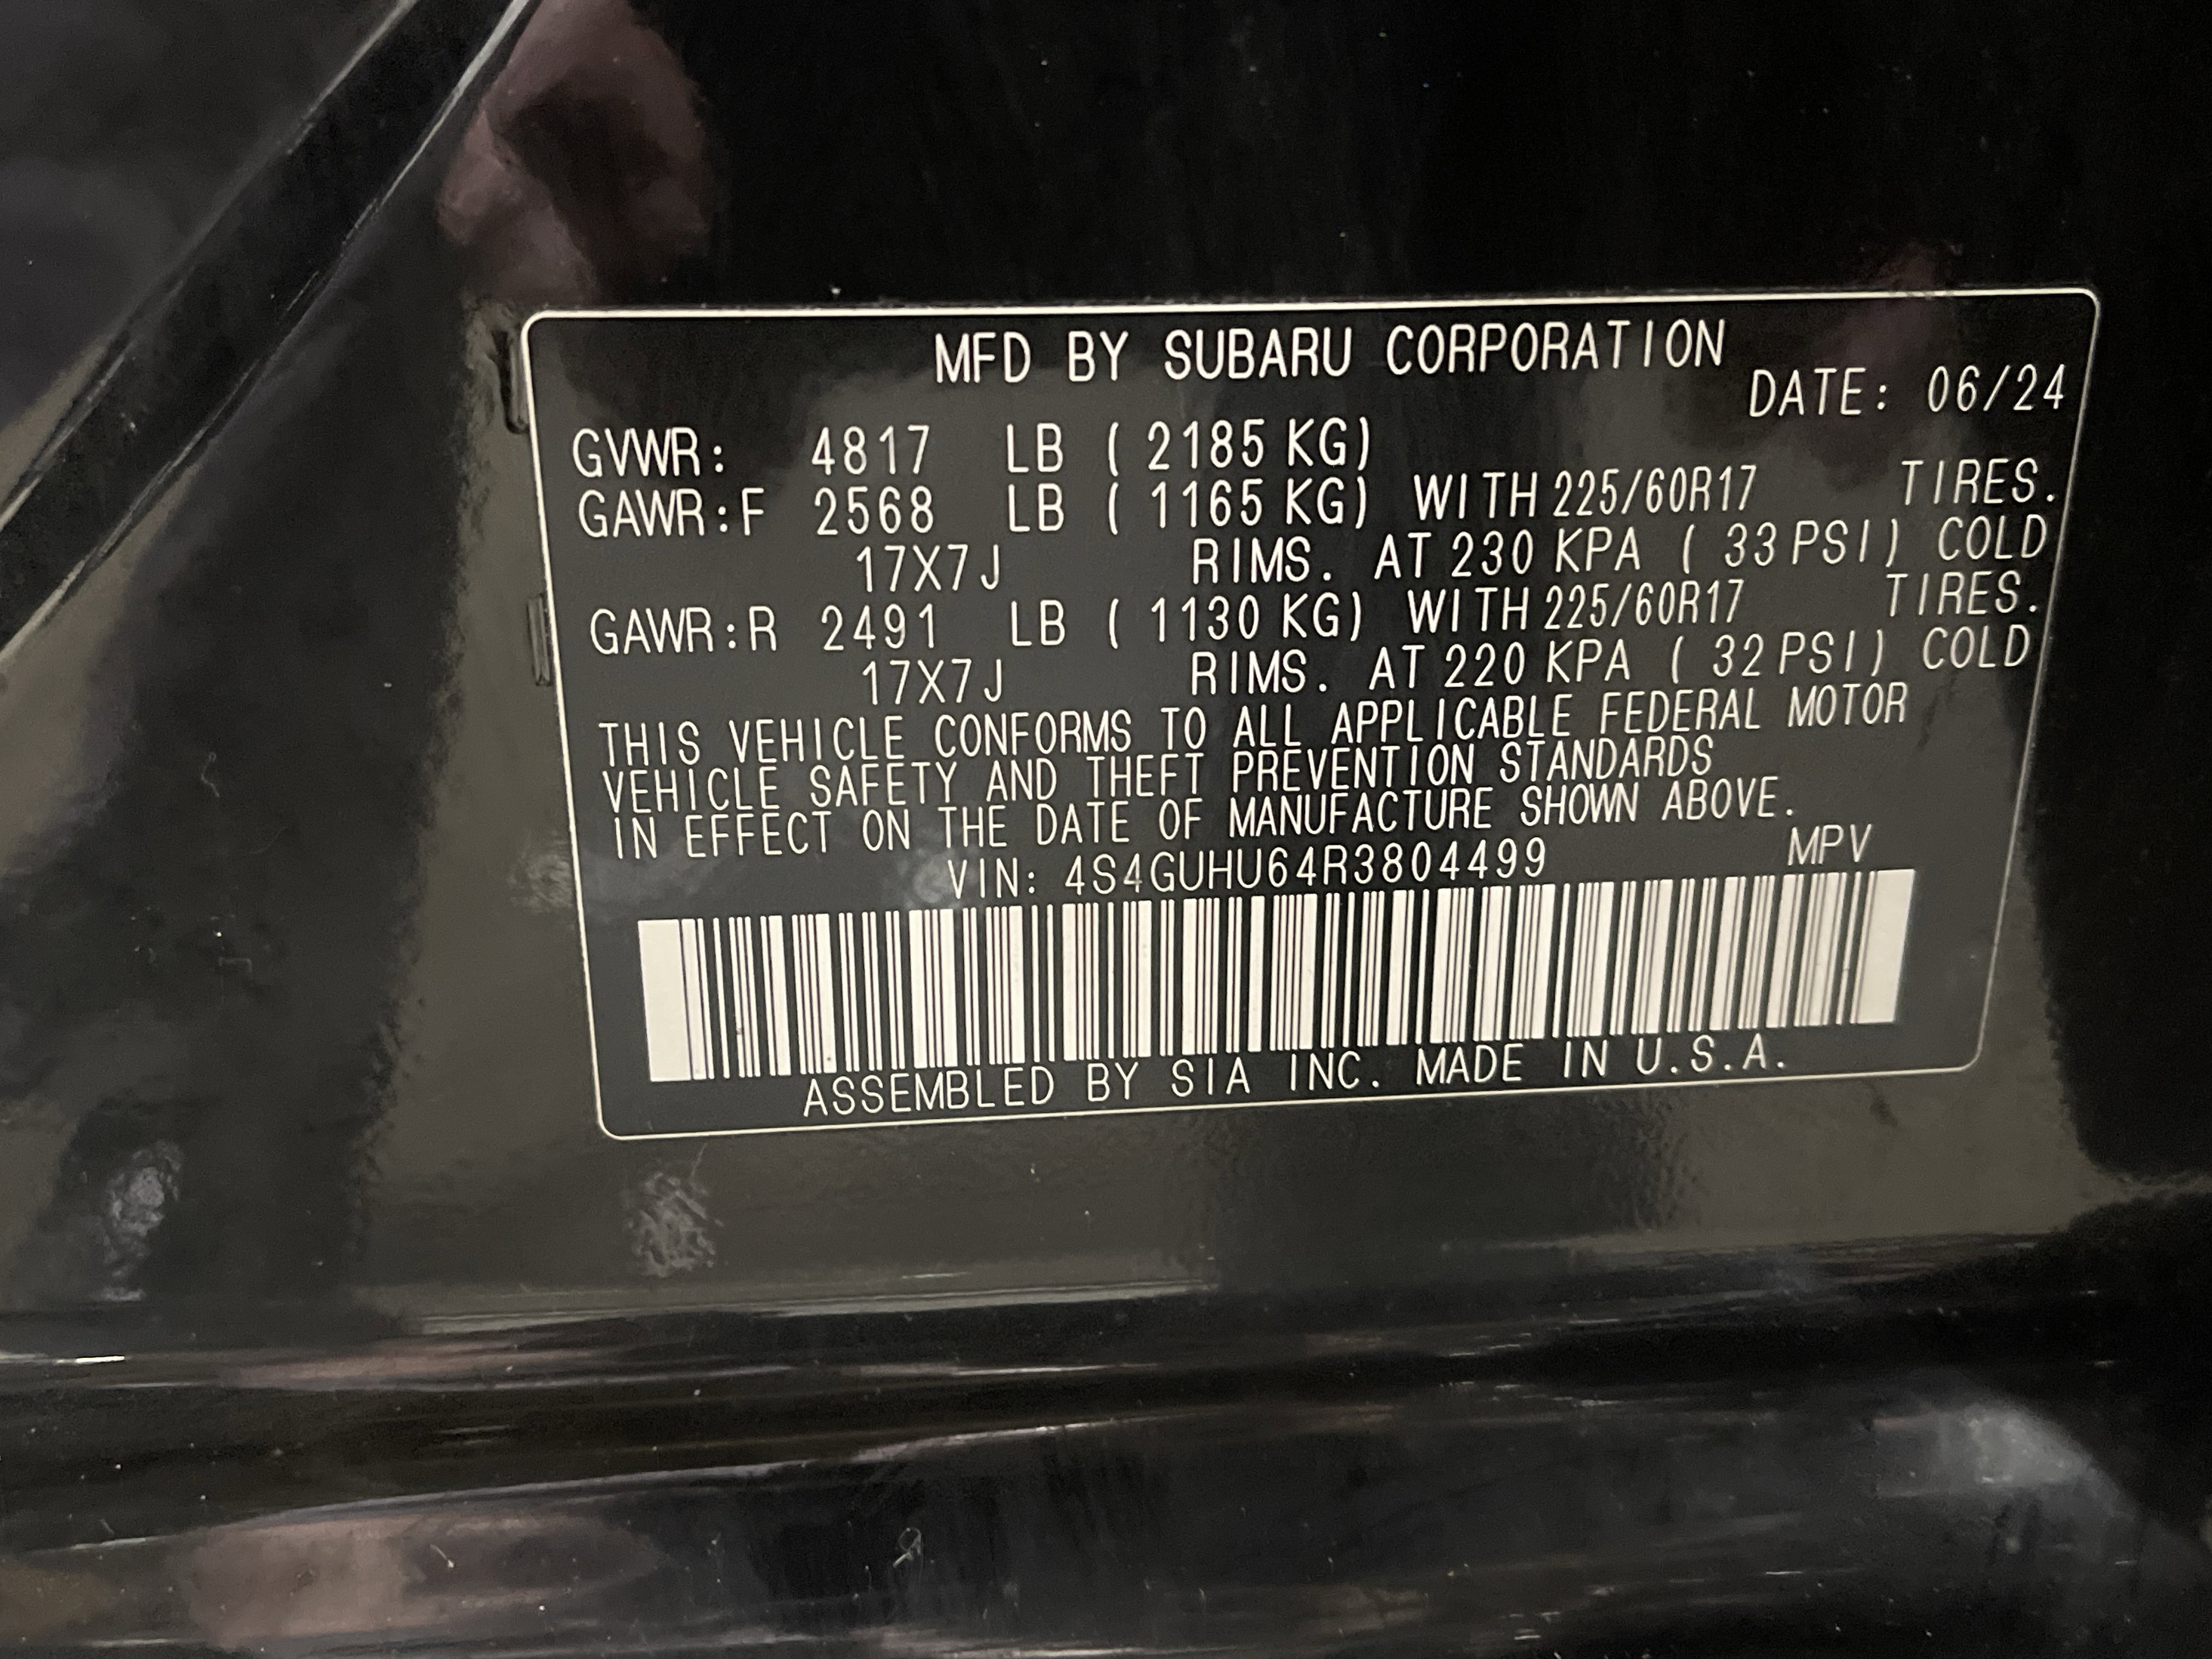 MFD BY SUBARU CORPORATION
DATE: 06/24
GVWR: 4817 LB ( 2185 KG)
GAWR:F 2568 LB ( 1165 KG) WITH 225/60R17 TIRES.
17X7J RIMS. AT 230 KPA ( 33 PSI) COLD
GAWR:R 2491 LB ( 1130 KG) WITH 225/60R17 TIRES.
17X7J RIMS. AT 220 KPA ( 32 PSI) COLD
THIS VEHICLE CONFORMS TO ALL APPLICABLE FEDERAL MOTOR
VEHICLE SAFETY AND THEFT PREVENTION STANDARDS
IN EFFECT ON THE DATE OF MANUFACTURE SHOWN ABOVE.
VIN: 4S4GUHU64R3804499 MPV
ASSEMBLED BY SIA INC. MADE IN U.S.A.